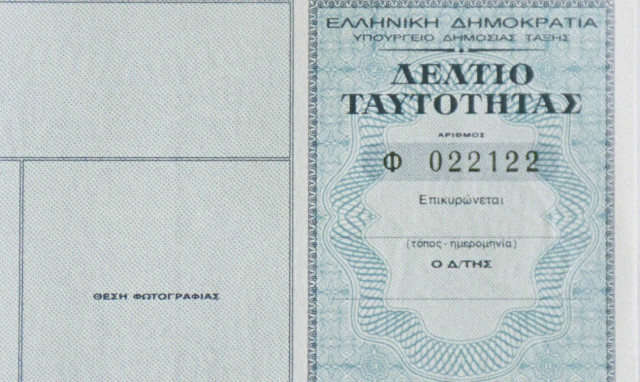 ΕΛΛΗΝΙΚΗ ΔΗΜΟΚΡΑΤΙΑ
ΥΠΟΥΡΓΕΙΟ ΔΗΜΟΣΙΑΣ ΤΑΞΗΣ
ΔΕΛΤΙΟ
ΤΑΥΤΟΤΗΤΑΣ
ΑΡΙΘΜΟΣ
Φ 022122
Επικυρώνεται
(τόπος - ημερομηνία)
Ο Δ/ΤΗΣ
ΘΕΣΗ ΦΩΤΟΓΡΑΦΙΑΣ